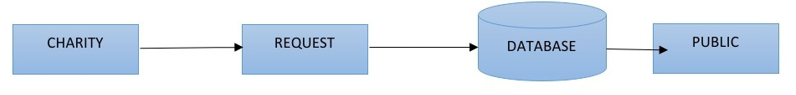 CHARITY
REQUEST
DATABASE
PUBLIC